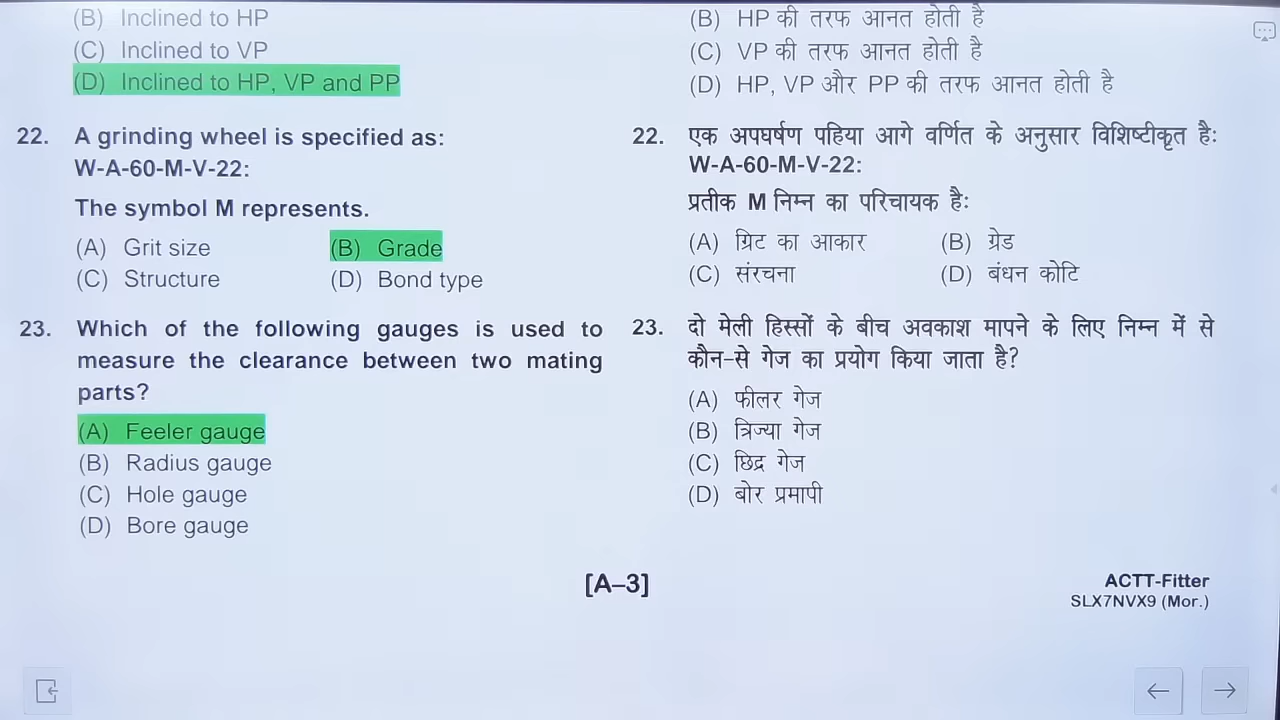 (B) Inclined to HP
(C) Inclined to VP
(D) Inclined to HP, VP and PP
22. A grinding wheel is specified as:
W-A-60-M-V-22:
The symbol M represents.
(A) Grit size (B) Grade
(C) Structure (D) Bond type
23. Which of the following gauges is used to
measure the clearance between two mating
parts?
(A) Feeler gauge
(B) Radius gauge
(C) Hole gauge
(D) Bore gauge
(B) HP की तरफ आनत होती है
(C) VP की तरफ आनत होती है
(D) HP, VP और PP की तरफ आनत होती है
22. एक अपघर्षण पहिया आगे वर्णित के अनुसार विशिष्टीकृत है:
W-A-60-M-V-22:
प्रतीक M निम्न का परिचायक है:
(A) ग्रिट का आकार (B) ग्रेड
(C) संरचना (D) बंधन कोटि
23. दो मेली हिस्सों के बीच अवकाश मापने के लिए निम्न में से
कौन-से गेज का प्रयोग किया जाता है?
(A) फीलर गेज
(B) त्रिज्या गेज
(C) छिद्र गेज
(D) बोर प्रमापी
[A–3]
ACTT-Fitter
SLX7NVX9 (Mor.)